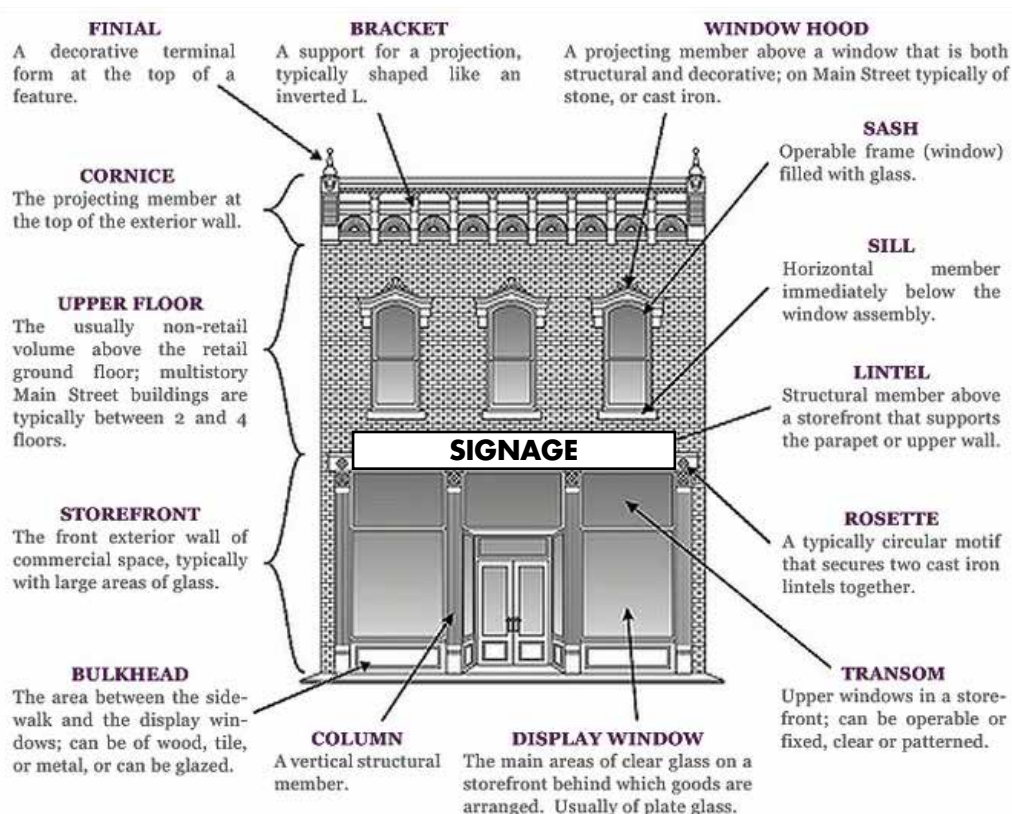 FINIAL
A decorative terminal
form at the top of a
feature.
BRACKET
A support for a projection,
typically shaped like an
inverted L.
WINDOW HOOD
A projecting member above a window that is both
structural and decorative; on Main Street typically of
stone, or cast iron.
SASH
Operable frame (window)
filled with glass.
CORNICE
The projecting member at
the top of the exterior wall.
SILL
Horizontal member
immediately below the
window assembly.
UPPER FLOOR
The usually non-retail
volume above the retail
ground floor; multistory
Main Street buildings are
typically between 2 and 4
floors.
LINTEL
Structural member above
a storefront that supports
the parapet or upper wall.
SIGNAGE
STOREFRONT
The front exterior wall of
commercial space, typically
with large areas of glass.
ROSETTE
A typically circular motif
that secures two cast iron
lintels together.
BULKHEAD
The area between the side-
walk and the display win-
dows; can be of wood, tile,
or metal, or can be glazed.
COLUMN
A vertical structural
member.
DISPLAY WINDOW
The main areas of clear glass on a
storefront behind which goods are
arranged. Usually of plate glass.
TRANSOM
Upper windows in a store-
front; can be operable or
fixed, clear or patterned.